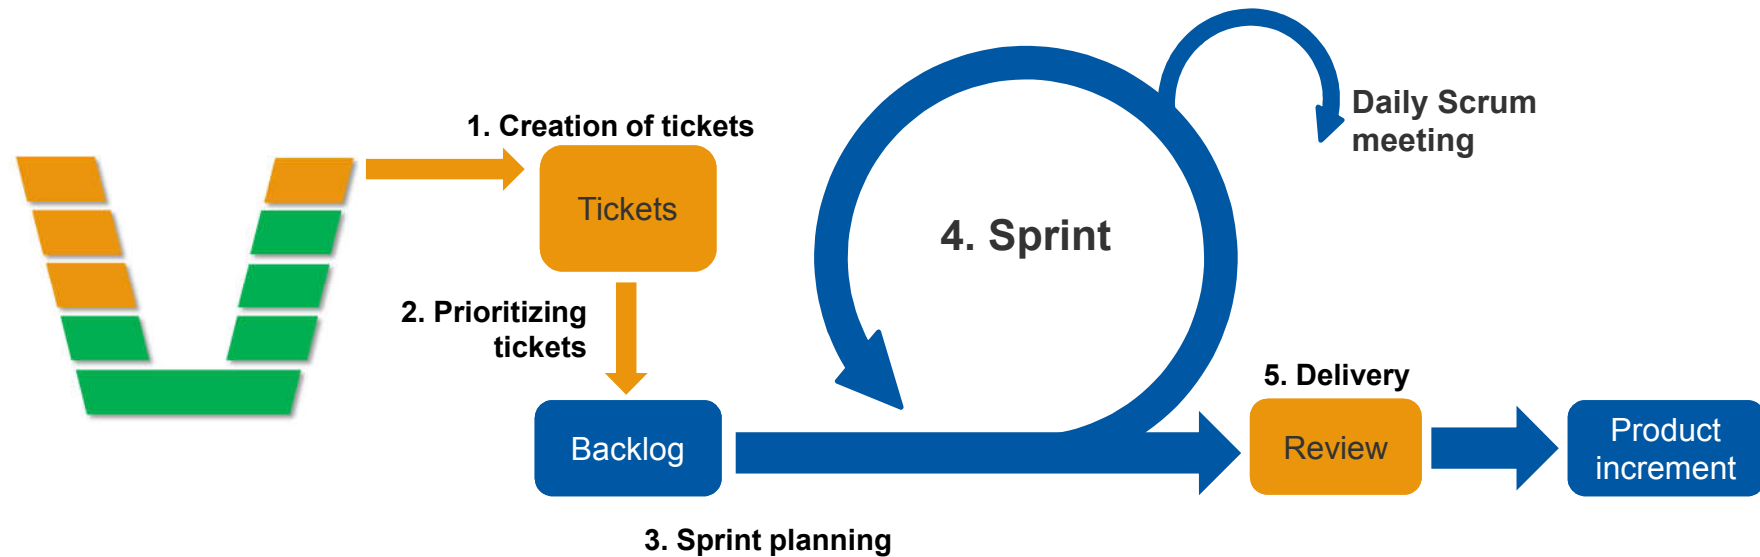 1. Creation of tickets
Tickets
2. Prioritizing
tickets
Backlog
3. Sprint planning
4. Sprint
Daily Scrum
meeting
5. Delivery
Review
Product
increment